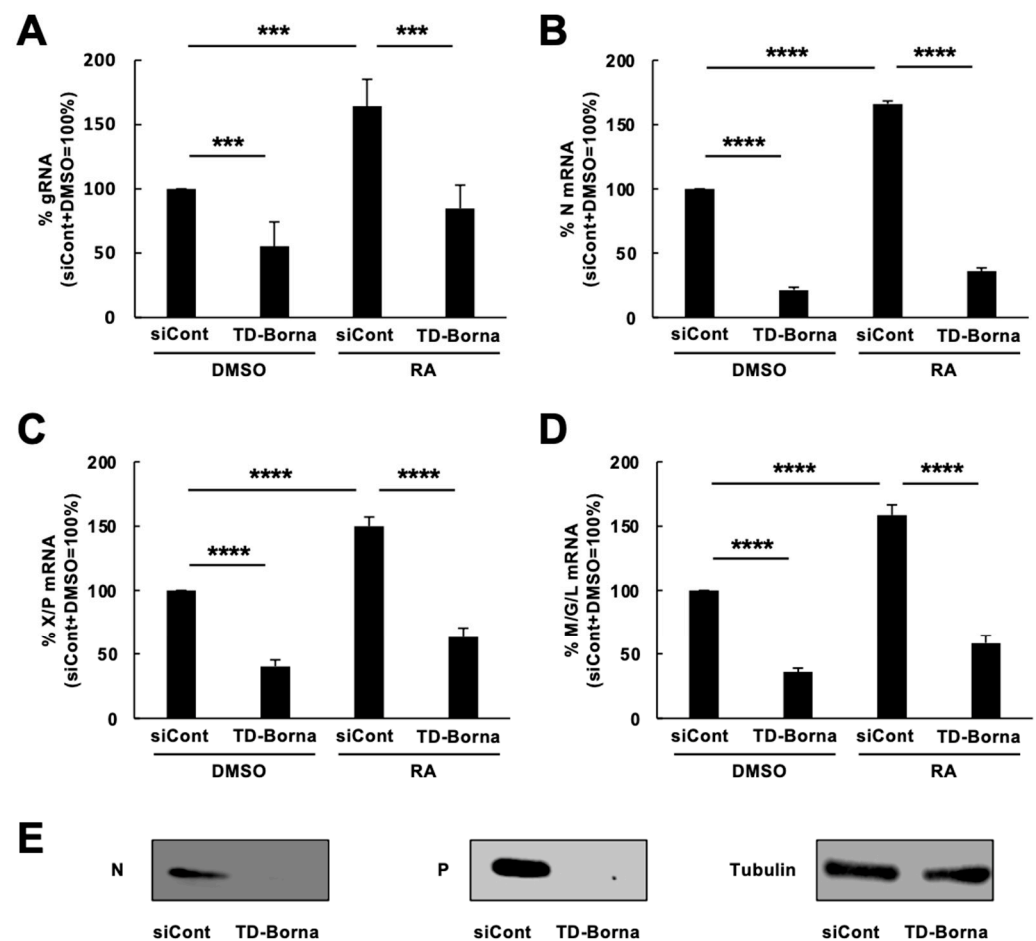 A
*** ***
***
% gRNA
(siCont+DMSO=100%)
200
150
100
50
0
siCont TD-Borna siCont TD-Borna
DMSO RA
B
**** ****
****
% N mRNA
(siCont+DMSO=100%)
200
150
100
50
0
siCont TD-Borna siCont TD-Borna
DMSO RA
C
**** ****
****
% X/P mRNA
(siCont+DMSO=100%)
200
150
100
50
0
siCont TD-Borna siCont TD-Borna
DMSO RA
D
**** ****
****
% M/G/L mRNA
(siCont+DMSO=100%)
200
150
100
50
0
siCont TD-Borna siCont TD-Borna
DMSO RA
E
N
siCont TD-Borna
P
siCont TD-Borna
Tubulin
siCont TD-Borna